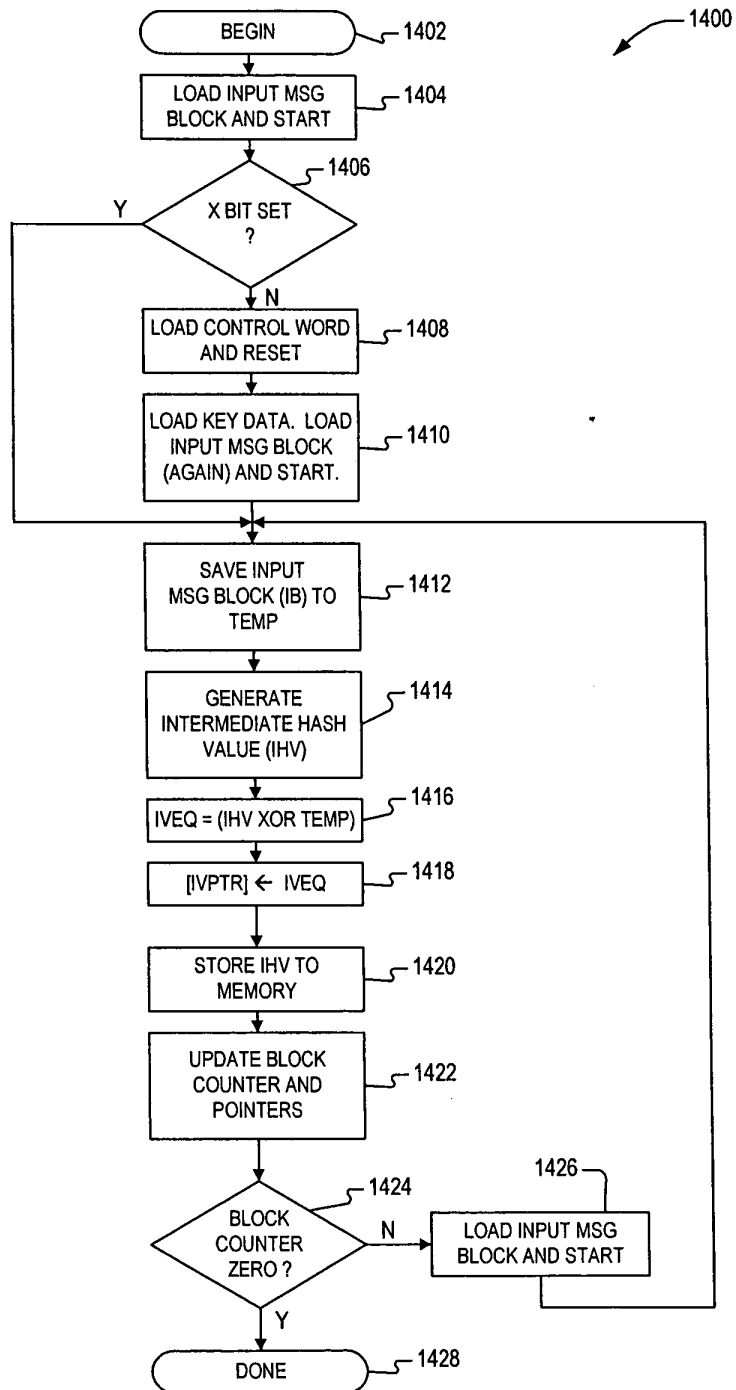 1400
BEGIN
1402
LOAD INPUT MSG
BLOCK AND START
1404
1406
X BIT SET
?
Y
N
LOAD CONTROL WORD
AND RESET
1408
LOAD KEY DATA. LOAD
INPUT MSG BLOCK
(AGAIN) AND START.
1410
SAVE INPUT
MSG BLOCK (IB) TO
TEMP
1412
GENERATE
INTERMEDIATE HASH
VALUE (IHV)
1414
IVEQ = (IHV XOR TEMP)
1416
[IVPTR] ← IVEQ
1418
STORE IHV TO
MEMORY
1420
UPDATE BLOCK
COUNTER AND
POINTERS
1422
1424
BLOCK
COUNTER
ZERO ?
N
1426
LOAD INPUT MSG
BLOCK AND START
Y
DONE
1428